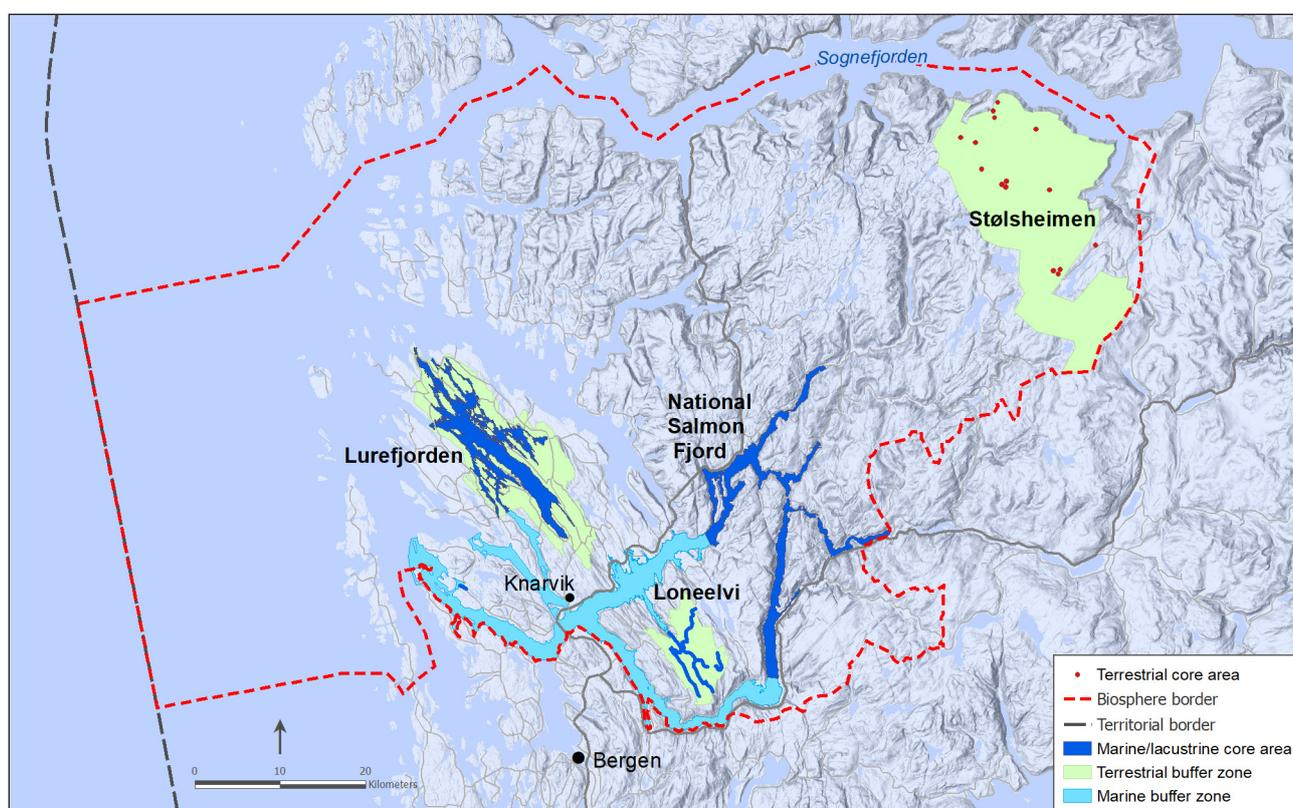 Sognefjorden
Stølsheimen
National
Salmon
Fjord
Lurefjorden
Knarvik
Loneelvi
Bergen
0 10 20
Kilometers
Terrestrial core area
Biosphere border
Territorial border
Marine/lacustrine core area
Terrestrial buffer zone
Marine buffer zone